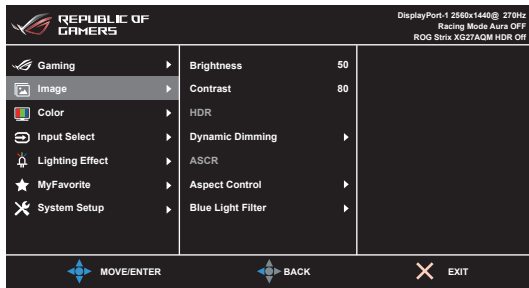 REPUBLIC OF
GAMERS
DisplayPort-1 2560x1440@ 270Hz
Racing Mode Aura OFF
ROG Strix XG27AQM HDR Off
Gaming
Image
Color
Input Select
Lighting Effect
MyFavorite
System Setup
Brightness 50
Contrast 80
HDR
Dynamic Dimming
ASCR
Aspect Control
Blue Light Filter
MOVE/ENTER BACK EXIT